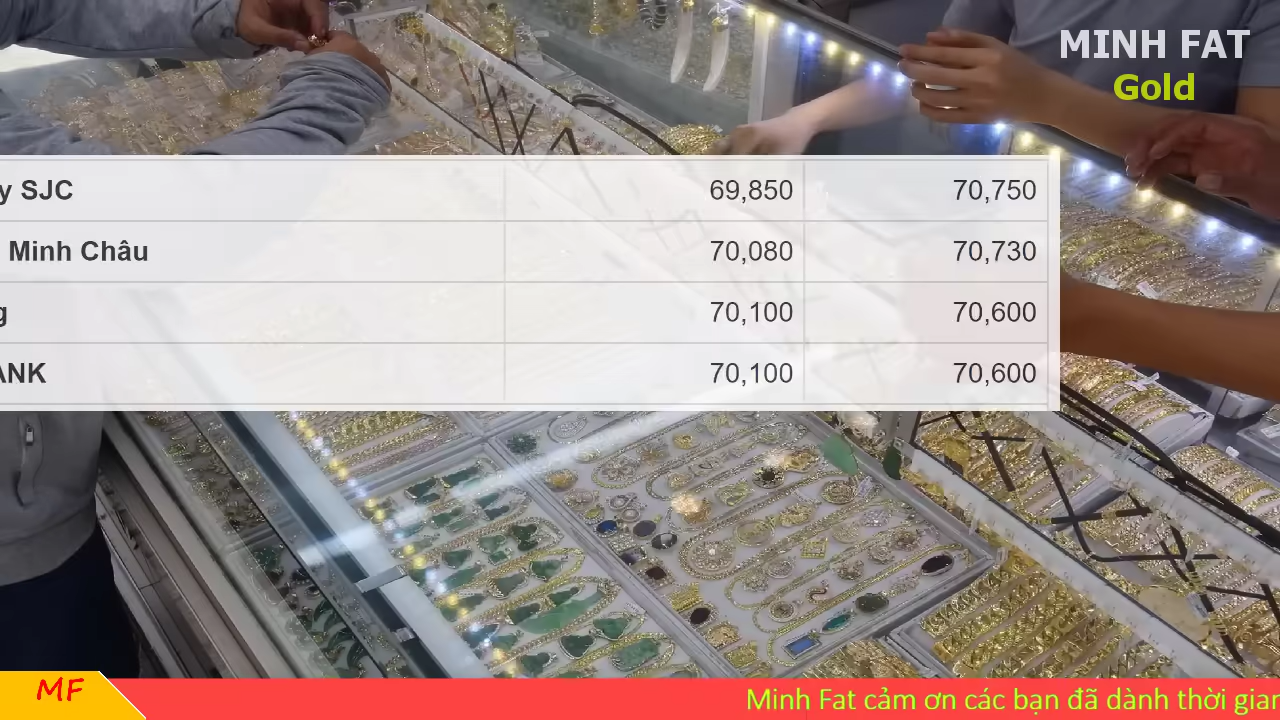 MINH FAT
Gold
y SJC 69,850 70,750
Minh Châu 70,080 70,730
g 70,100 70,600
ANK 70,100 70,600
MF
Minh Fat cảm ơn các bạn đã dành thời gian